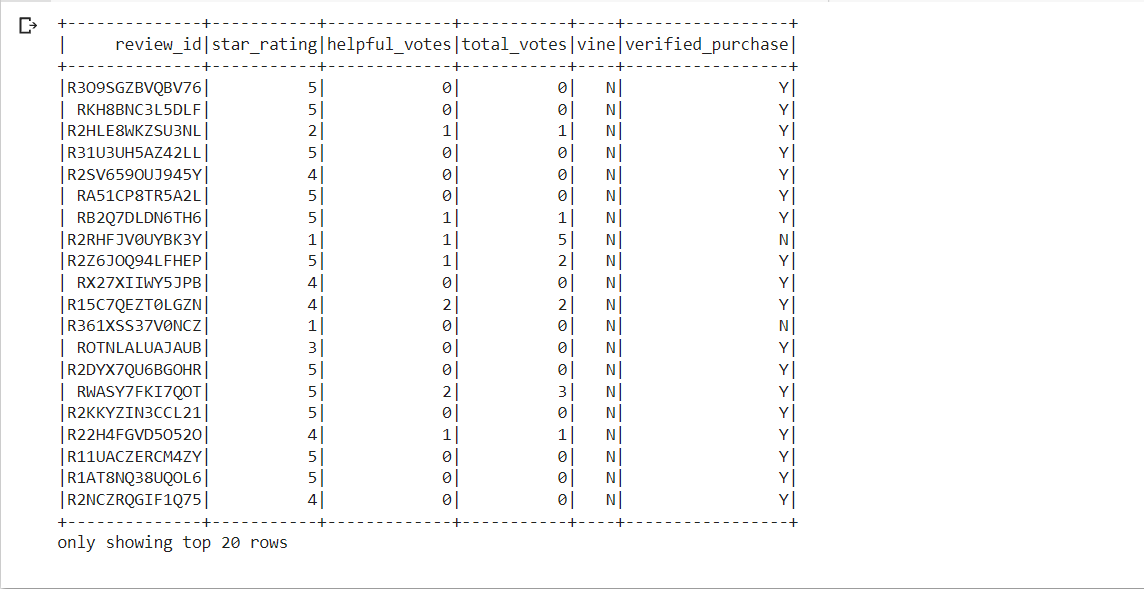 +--------------+-----------+-------------+-----------+----+-----------------+
|     review_id|star_rating|helpful_votes|total_votes|vine|verified_purchase|
+--------------+-----------+-------------+-----------+----+-----------------+
|R3O9SGZBVQBV76|          5|            0|          0|   N|                Y|
| RKH8BNC3L5DLF|          5|            0|          0|   N|                Y|
|R2HLE8WKZSU3NL|          2|            1|          1|   N|                Y|
|R31U3UH5AZ42LL|          5|            0|          0|   N|                Y|
|R2SV659OUJ945Y|          4|            0|          0|   N|                Y|
| RA51CP8TR5A2L|          5|            0|          0|   N|                Y|
| RB2Q7DLDN6TH6|          5|            1|          1|   N|                Y|
|R2RHFJV0UYBK3Y|          1|            1|          5|   N|                N|
|R2Z6JOQ94LFHEP|          5|            1|          2|   N|                Y|
| RX27XIIWY5JPB|          4|            0|          0|   N|                Y|
|R15C7QEZT0LGZN|          4|            2|          2|   N|                Y|
|R361XSS37V0NCZ|          1|            0|          0|   N|                N|
| ROTNLALUAJAUB|          3|            0|          0|   N|                Y|
|R2DYX7QU6BGOHR|          5|            0|          0|   N|                Y|
| RWASY7FKI7QOT|          5|            2|          3|   N|                Y|
|R2KKYZIN3CCL21|          5|            0|          0|   N|                Y|
|R22H4FGVD5O52O|          4|            1|          1|   N|                Y|
|R11UACZERCM4ZY|          5|            0|          0|   N|                Y|
|R1AT8NQ38UQOL6|          5|            0|          0|   N|                Y|
|R2NCZRQGIF1Q75|          4|            0|          0|   N|                Y|
+--------------+-----------+-------------+-----------+----+-----------------+
only showing top 20 rows